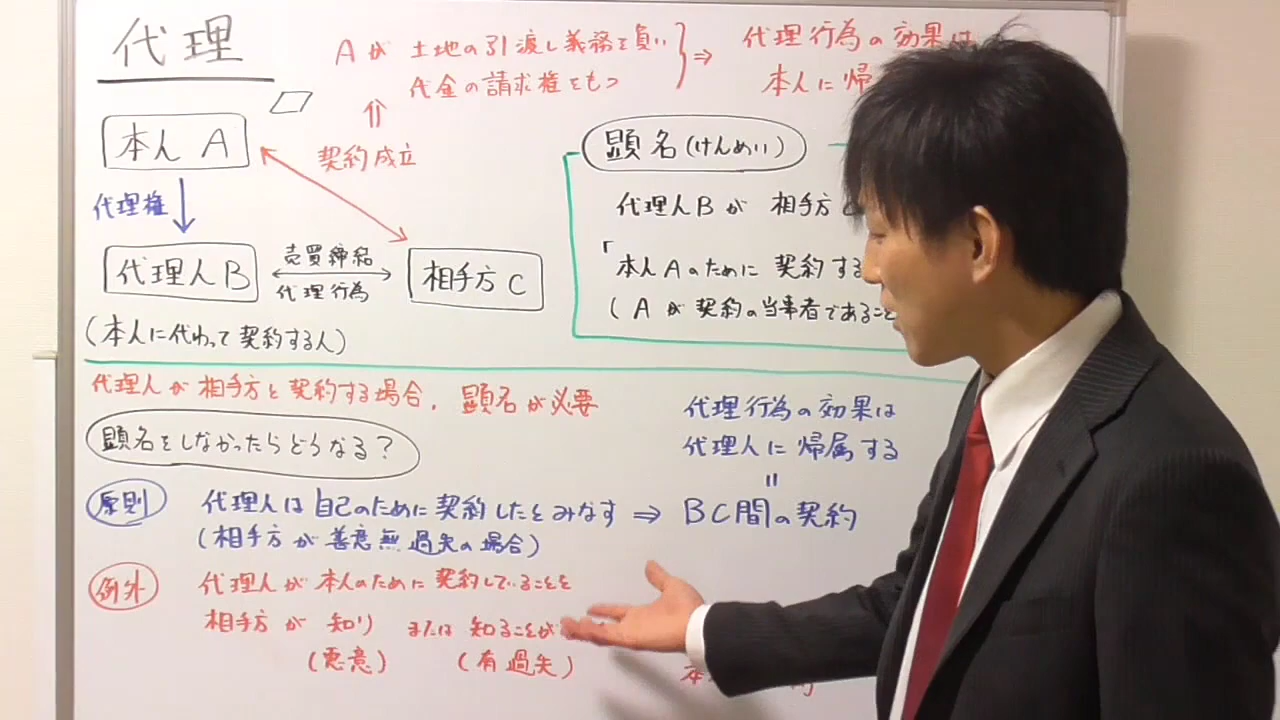 代理
Aが 土地の引渡し義務を負い
代金の請求権をもつ
⇒ 代理行為の効果は
本人に帰
本人 A
契約成立
代理権
代理人 B
売買締結
代理行為
相手方 C
(本人に代わって契約する人)
顕名(けんめい)
代理人Bが 相手方
「本人Aのために 契約する
(Aが契約の当事者であること
代理人が相手方と契約する場合、顕名が必要
顕名をしなかったらどうなる?
原則 代理人は自己のために契約したとみなす ⇒ BC間の契約
(相手方が善意無過失の場合)
代理行為の効果は
代理人に帰属する
=
例外 代理人が本人のために契約していることを
相手方が 知り または 知ることが
(悪意) (有過失)
本